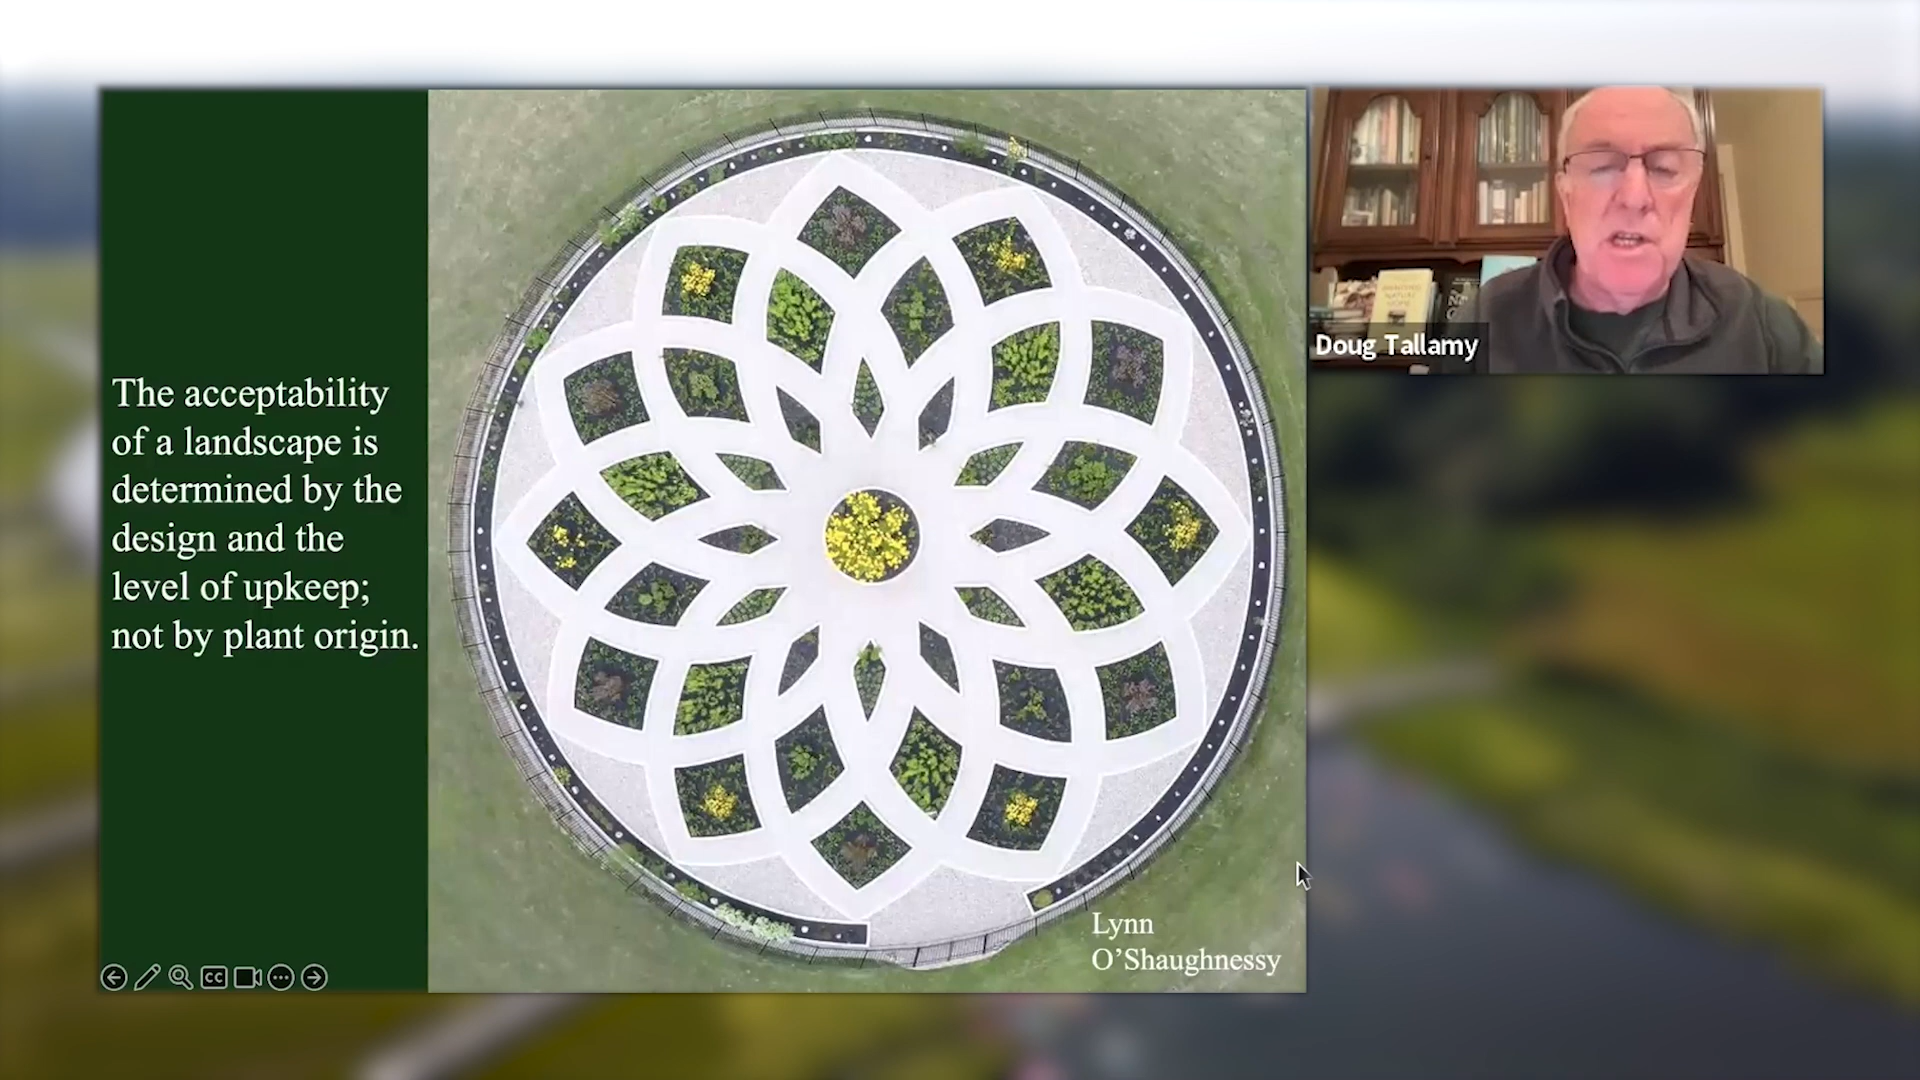 The acceptability
of a landscape is
determined by the
design and the
level of upkeep;
not by plant origin.
Lynn
O'Shaughnessy
CC
Doug Tallamy